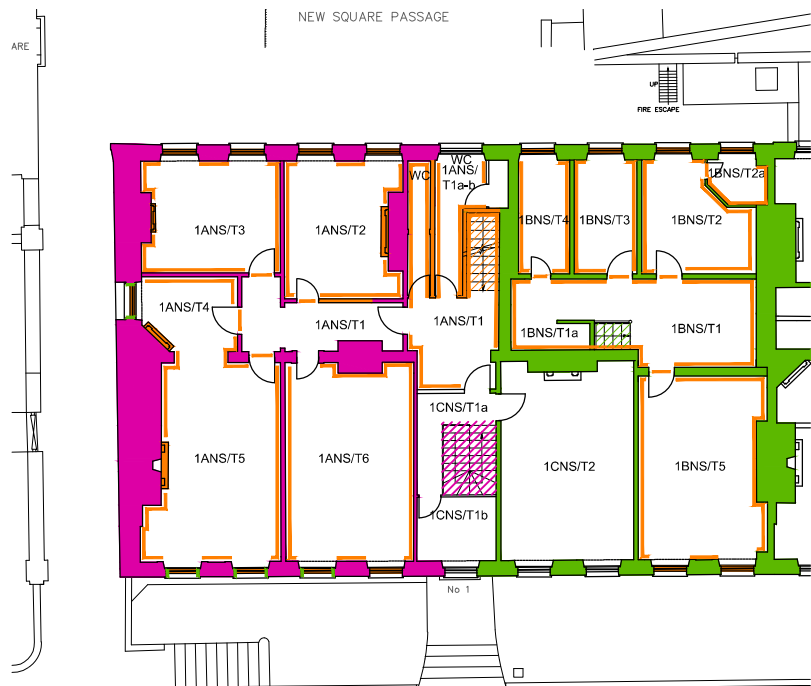 NEW SQUARE PASSAGE
ARE
UP
FIRE ESCAPE
WC
WC
1ANS/
T1a-b
1BNS/T2a
1ANS/T3
1ANS/T2
1BNS/T4
1BNS/T3
1BNS/T2
1ANS/T4
1ANS/T1
1ANS/T1
1BNS/T1a
1BNS/T1
1CNS/T1a
1ANS/T5
1ANS/T6
1CNS/T2
1BNS/T5
1CNS/T1b
No 1